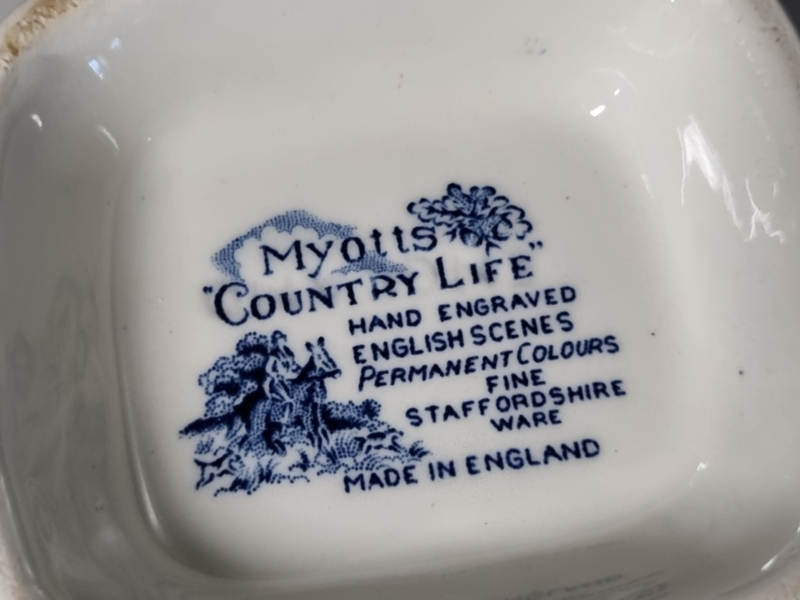 Myotts
"Country Life"
HAND ENGRAVED
ENGLISH SCENES
PERMANENT COLOURS
FINE
STAFFORDSHIRE
WARE
MADE IN ENGLAND